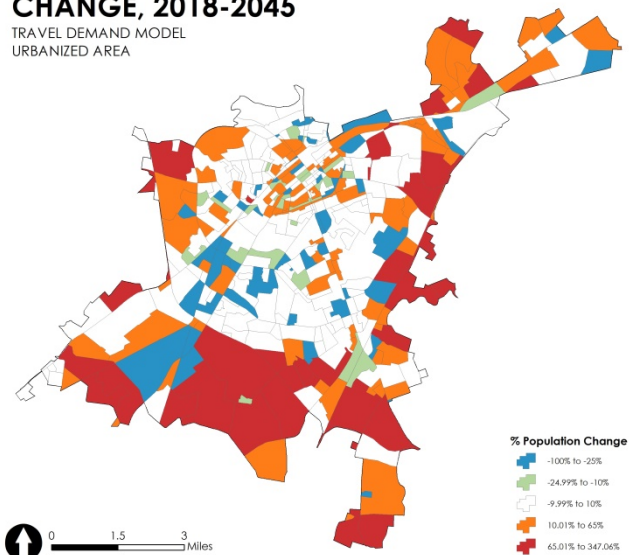 CHANGE, 2018-2045
TRAVEL DEMAND MODEL
URBANIZED AREA
% Population Change
-100% to -25%
-24.99% to -10%
-9.99% to 10%
10.01% to 65%
65.01% to 347.06%
0 1.5 3
Miles